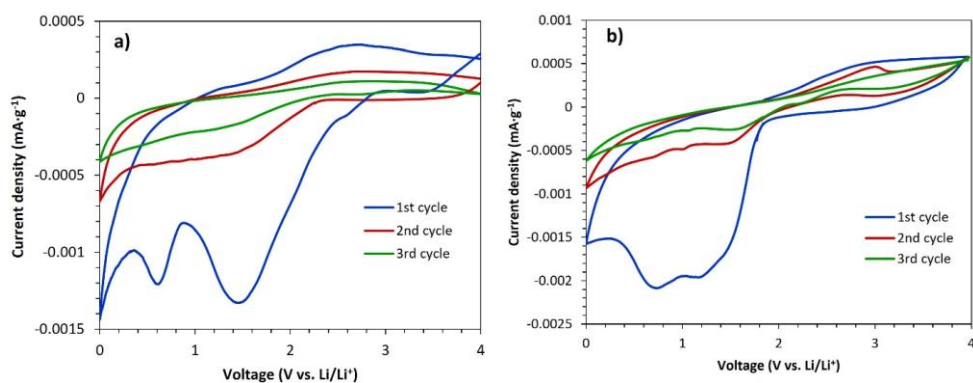 a)
Current density (mA·g⁻¹)
0.0005
0
-0.0005
-0.001
-0.0015
1st cycle
2nd cycle
3rd cycle
0 1 2 3 4
Voltage (V vs. Li/Li⁺)
b)
Current density (mA·g⁻¹)
0.001
0.0005
0
-0.0005
-0.001
-0.0015
-0.002
-0.0025
1st cycle
2nd cycle
3rd cycle
0 1 2 3 4
Voltage (V vs. Li/Li⁺)